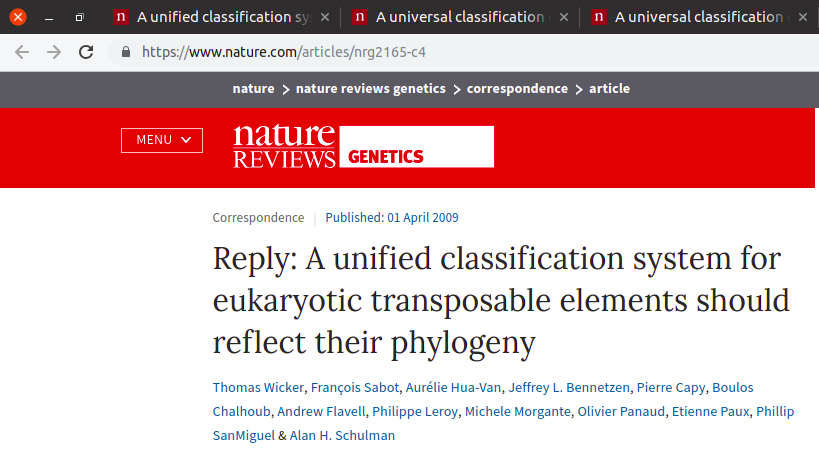 A unified classification sy
A universal classification
A universal classification
https://www.nature.com/articles/nrg2165-c4
nature > nature reviews genetics > correspondence > article
MENU
nature
REVIEWS GENETICS
Correspondence | Published: 01 April 2009
Reply: A unified classification system for
eukaryotic transposable elements should
reflect their phylogeny
Thomas Wicker, François Sabot, Aurélie Hua-Van, Jeffrey L. Bennetzen, Pierre Capy, Boulos
Chalhoub, Andrew Flavell, Philippe Leroy, Michele Morgante, Olivier Panaud, Etienne Paux, Phillip
SanMiguel & Alan H. Schulman